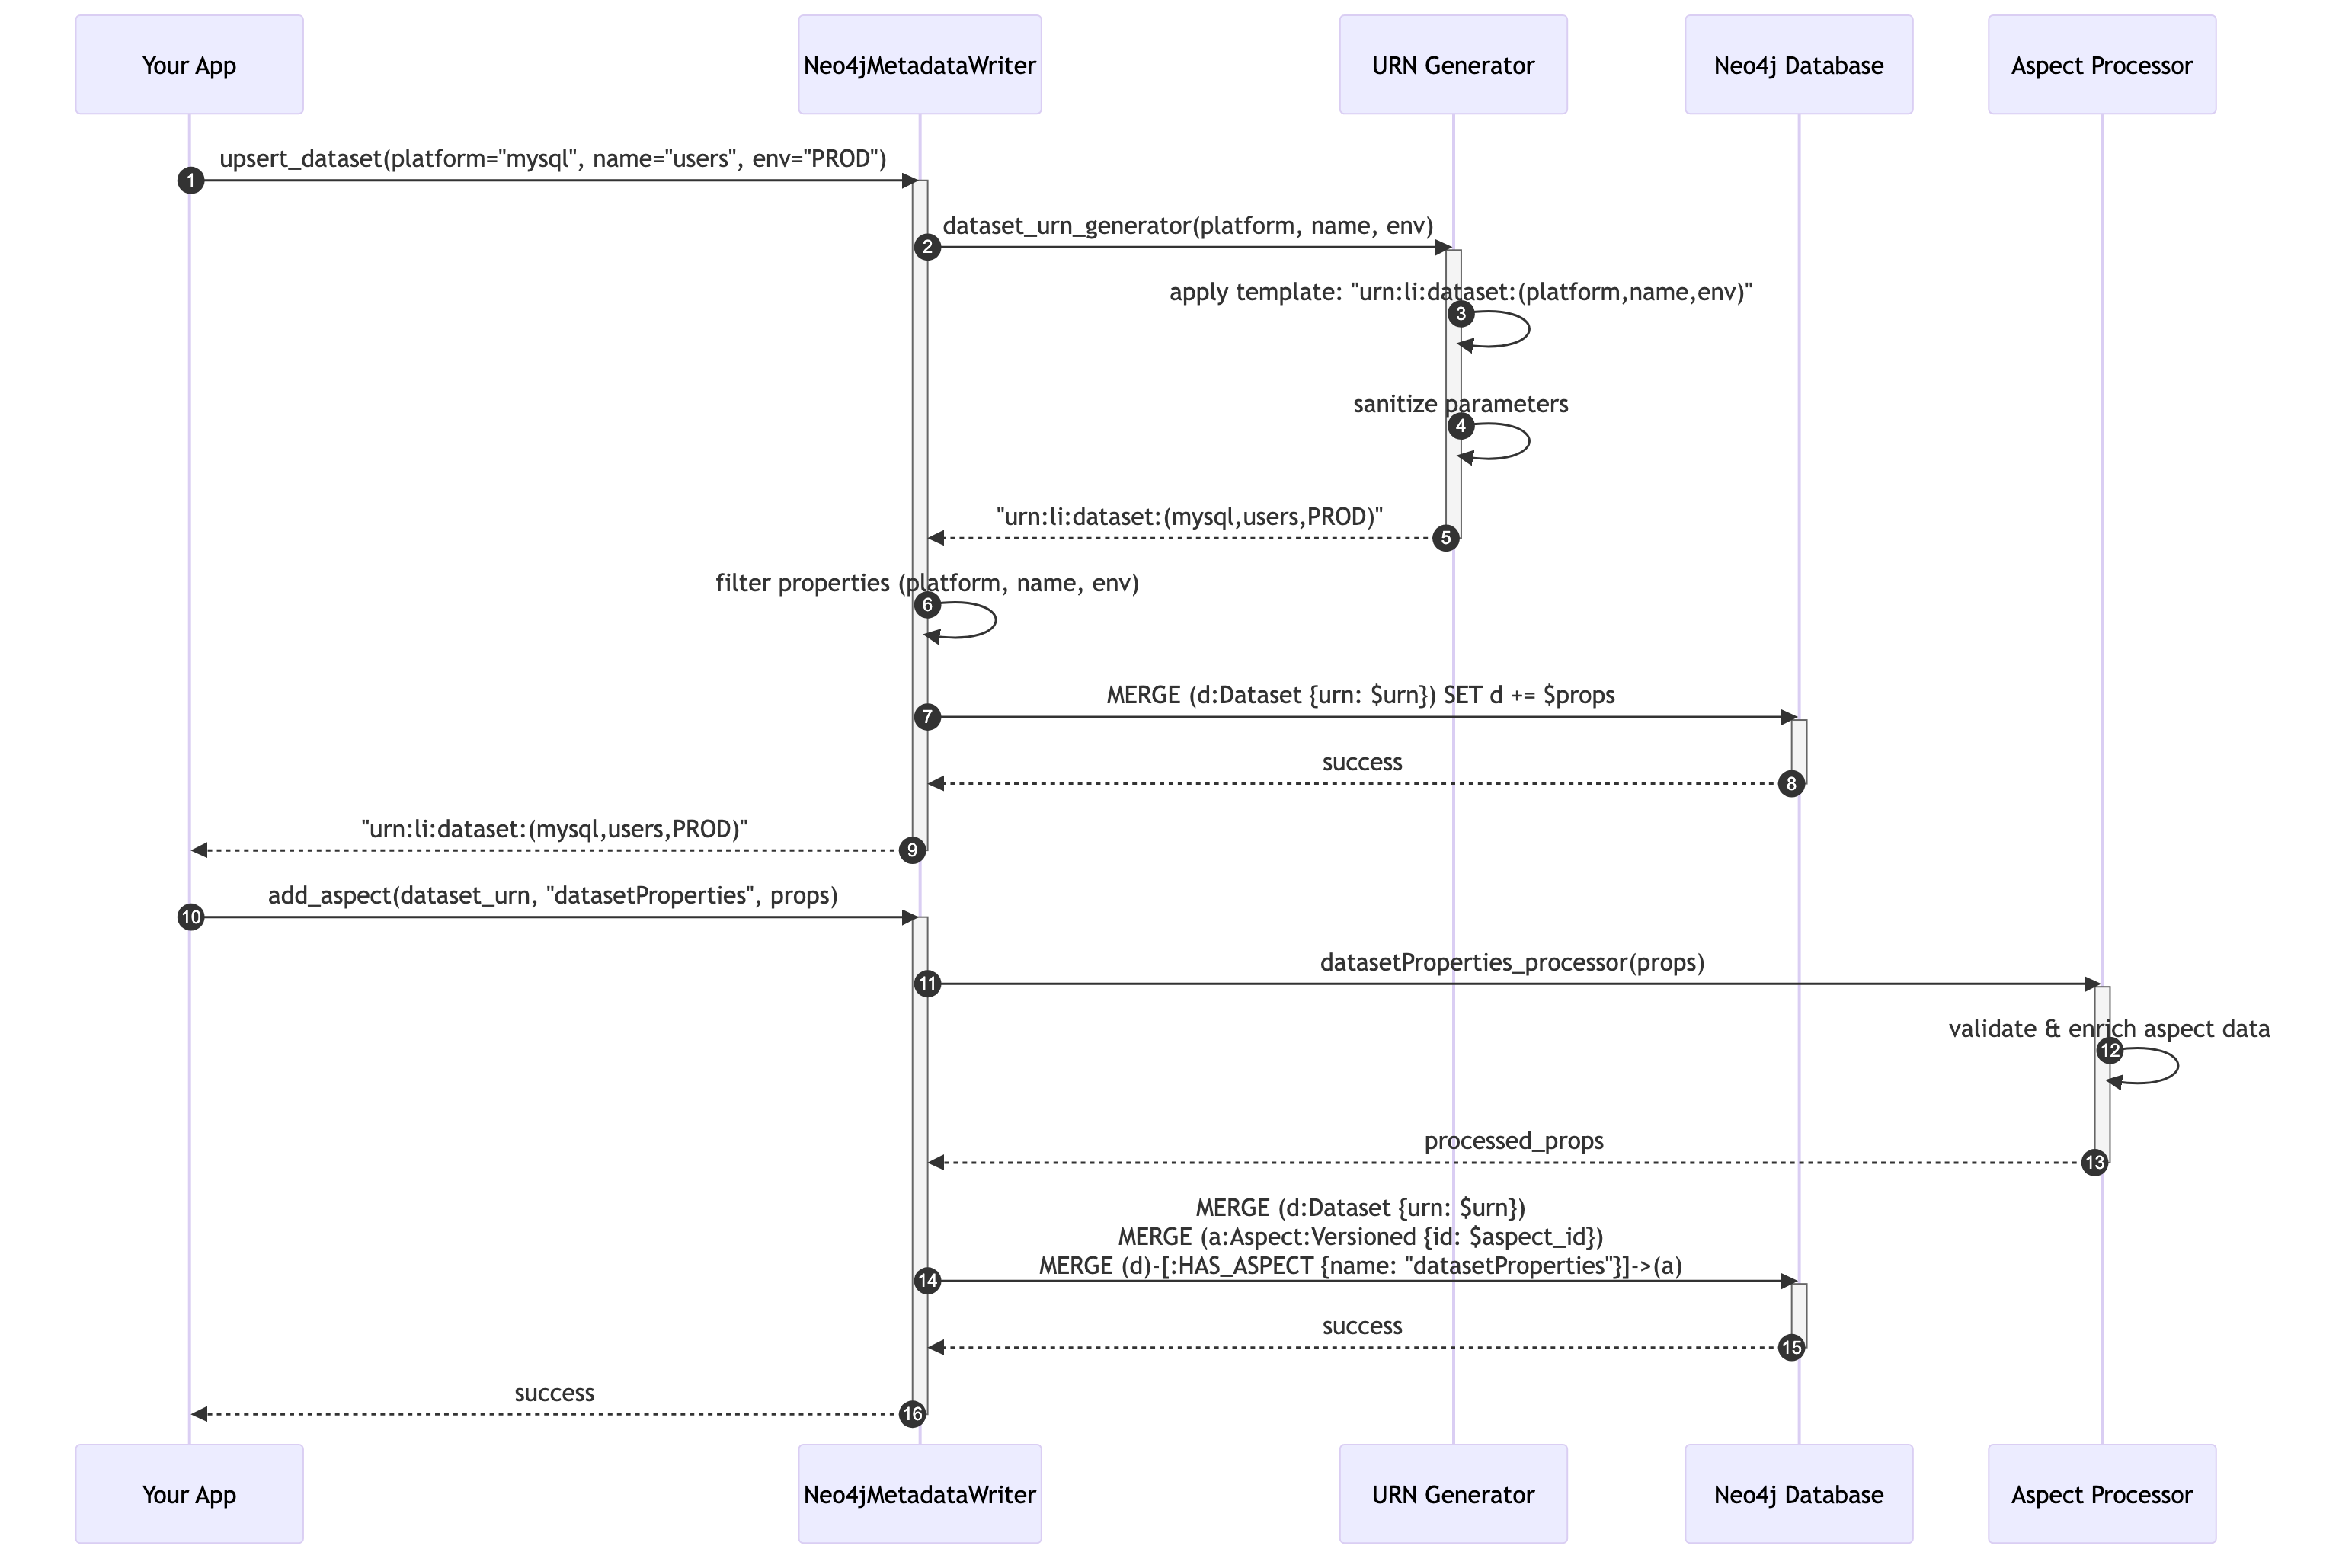 Your App
Neo4jMetadataWriter
URN Generator
Neo4j Database
Aspect Processor
upsert_dataset(platform="mysql", name="users", env="PROD")
1
dataset_urn_generator(platform, name, env)
2
apply template: "urn:li:dataset:(platform,name,env)"
3
sanitize parameters
4
"urn:li:dataset:(mysql,users,PROD)"
5
filter properties (platform, name, env)
6
MERGE (d:Dataset {urn: $urn}) SET d += $props
7
success
8
"urn:li:dataset:(mysql,users,PROD)"
9
add_aspect(dataset_urn, "datasetProperties", props)
10
datasetProperties_processor(props)
11
validate & enrich aspect data
12
processed_props
13
MERGE (d:Dataset {urn: $urn})
MERGE (a:Aspect:Versioned {id: $aspect_id})
MERGE (d)-[:HAS_ASPECT {name: "datasetProperties"}]->(a)
14
success
15
success
16
Your App
Neo4jMetadataWriter
URN Generator
Neo4j Database
Aspect Processor